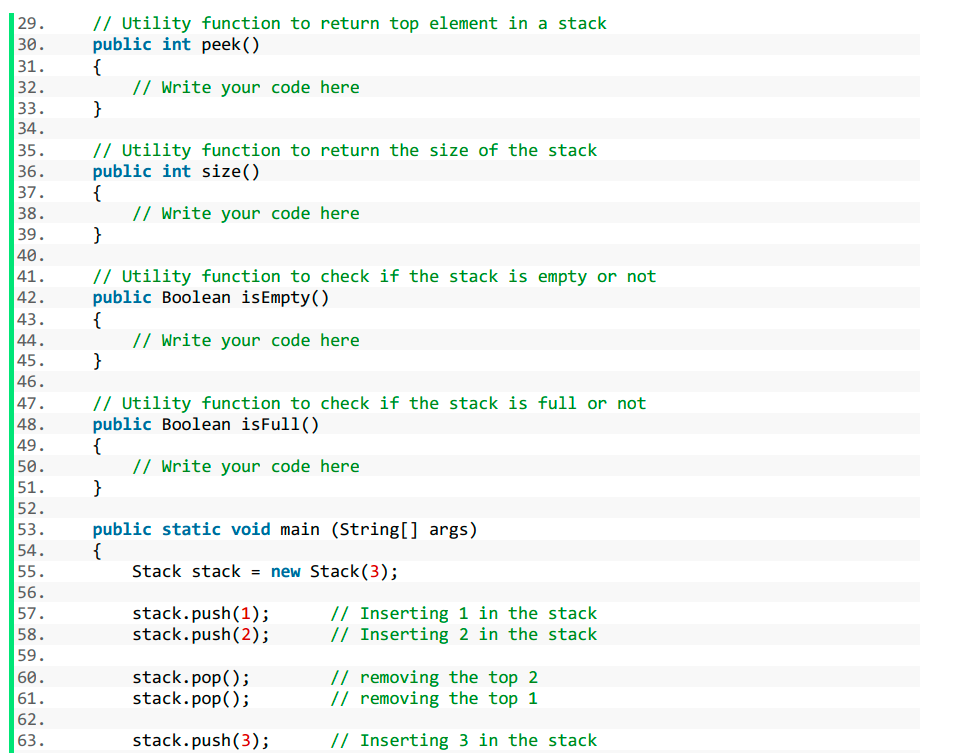 29. // Utility function to return top element in a stack
30. public int peek()
31. {
32. // Write your code here
33. }
34.
35. // Utility function to return the size of the stack
36. public int size()
37. {
38. // Write your code here
39. }
40.
41. // Utility function to check if the stack is empty or not
42. public Boolean isEmpty()
43. {
44. // Write your code here
45. }
46.
47. // Utility function to check if the stack is full or not
48. public Boolean isFull()
49. {
50. // Write your code here
51. }
52.
53. public static void main (String[] args)
54. {
55. Stack stack = new Stack(3);
56.
57. stack.push(1); // Inserting 1 in the stack
58. stack.push(2); // Inserting 2 in the stack
59.
60. stack.pop(); // removing the top 2
61. stack.pop(); // removing the top 1
62.
63. stack.push(3); // Inserting 3 in the stack